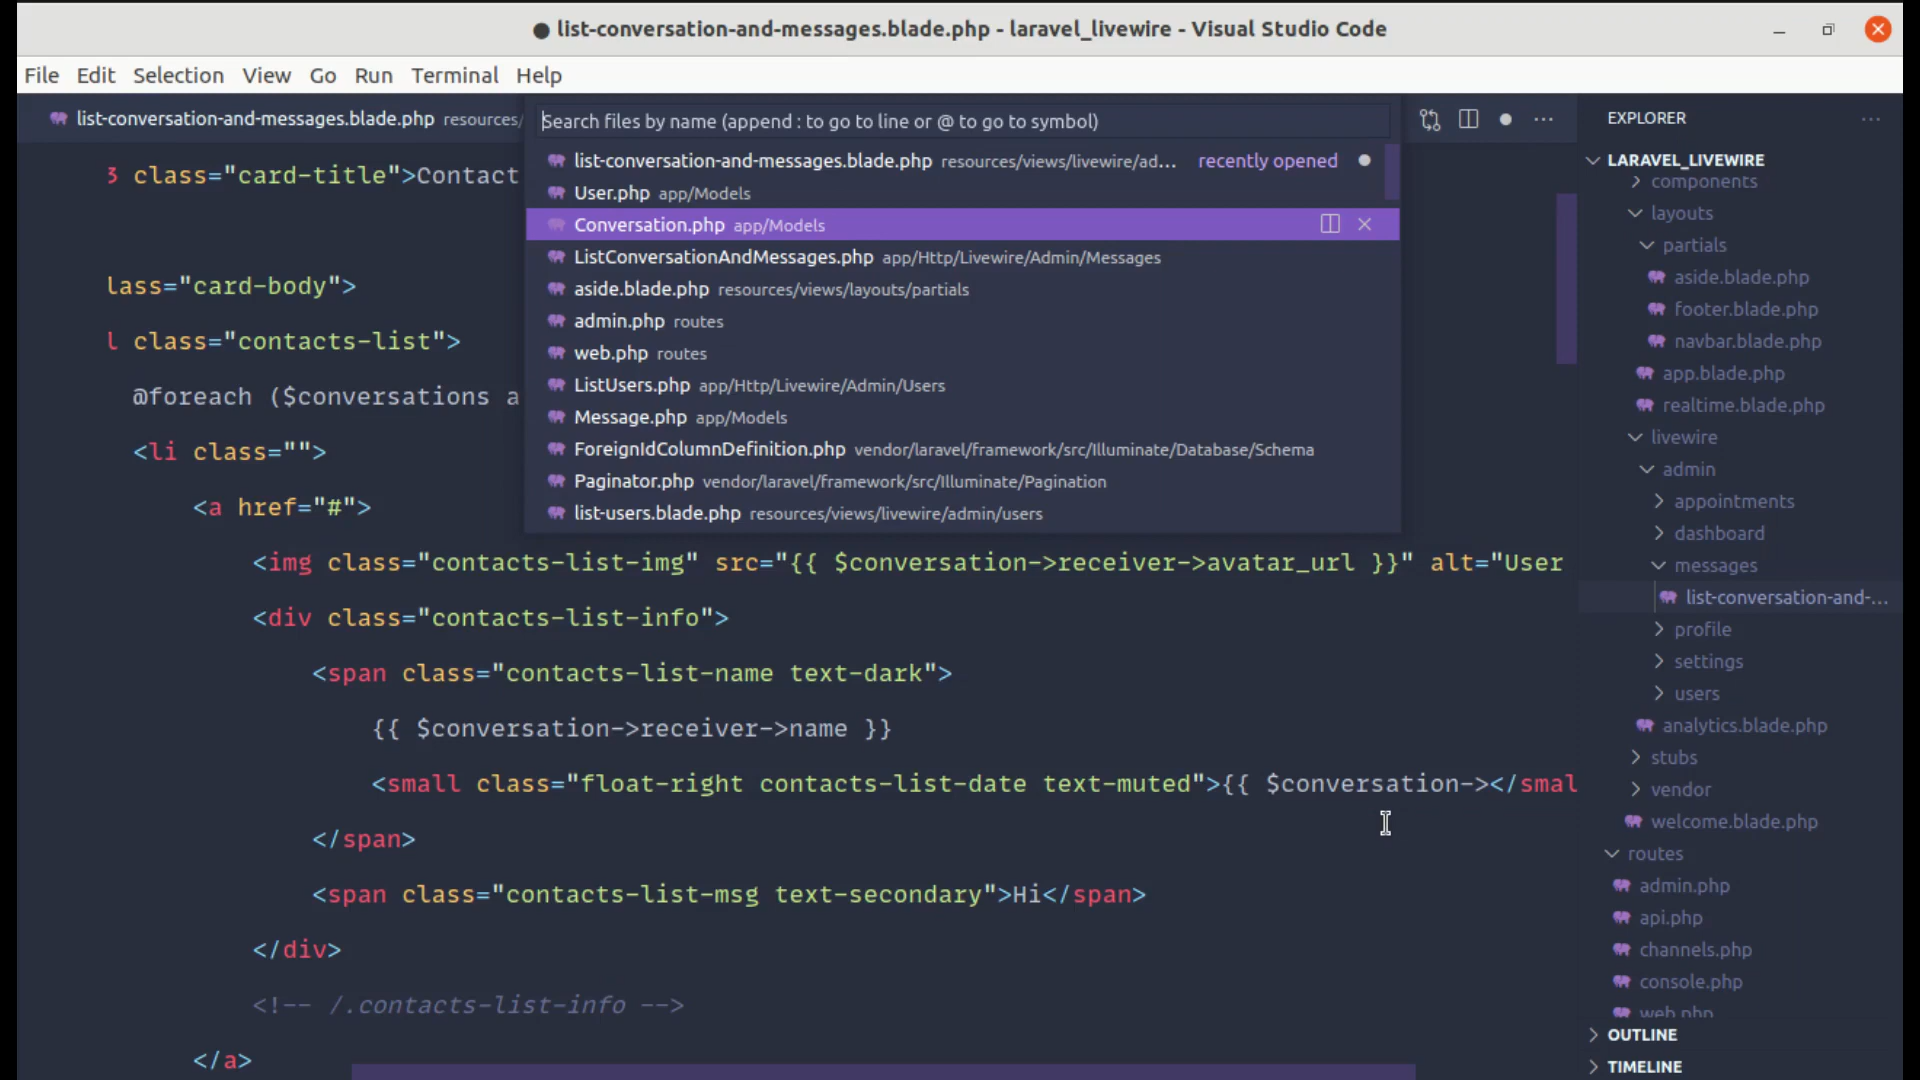 ● list-conversation-and-messages.blade.php - laravel_livewire - Visual Studio Code
File Edit Selection View Go Run Terminal Help
list-conversation-and-messages.blade.php resources/
Search files by name (append : to go to line or @ to go to symbol)
list-conversation-and-messages.blade.php resources/views/livewire/ad... recently opened
User.php app/Models
Conversation.php app/Models
ListConversationAndMessages.php app/Http/Livewire/Admin/Messages
aside.blade.php resources/views/layouts/partials
admin.php routes
web.php routes
ListUsers.php app/Http/Livewire/Admin/Users
Message.php app/Models
ForeignIdColumnDefinition.php vendor/laravel/framework/src/Illuminate/Database/Schema
Paginator.php vendor/laravel/framework/src/Illuminate/Pagination
list-users.blade.php resources/views/livewire/admin/users
3 class="card-title">Contact
lass="card-body">
l class="contacts-list">
@foreach ($conversations a
<li class="">
<a href="#">
<img class="contacts-list-img" src="{{ $conversation->receiver->avatar_url }}" alt="User
<div class="contacts-list-info">
<span class="contacts-list-name text-dark">
{{ $conversation->receiver->name }}
<small class="float-right contacts-list-date text-muted">{{ $conversation-></smal
</span>
<span class="contacts-list-msg text-secondary">Hi</span>
</div>
<!-- /.contacts-list-info -->
</a>
EXPLORER
LARAVEL_LIVEWIRE
components
layouts
partials
aside.blade.php
footer.blade.php
navbar.blade.php
app.blade.php
realtime.blade.php
livewire
admin
appointments
dashboard
messages
list-conversation-and-...
profile
settings
users
analytics.blade.php
stubs
vendor
welcome.blade.php
routes
admin.php
api.php
channels.php
console.php
web.php
OUTLINE
TIMELINE